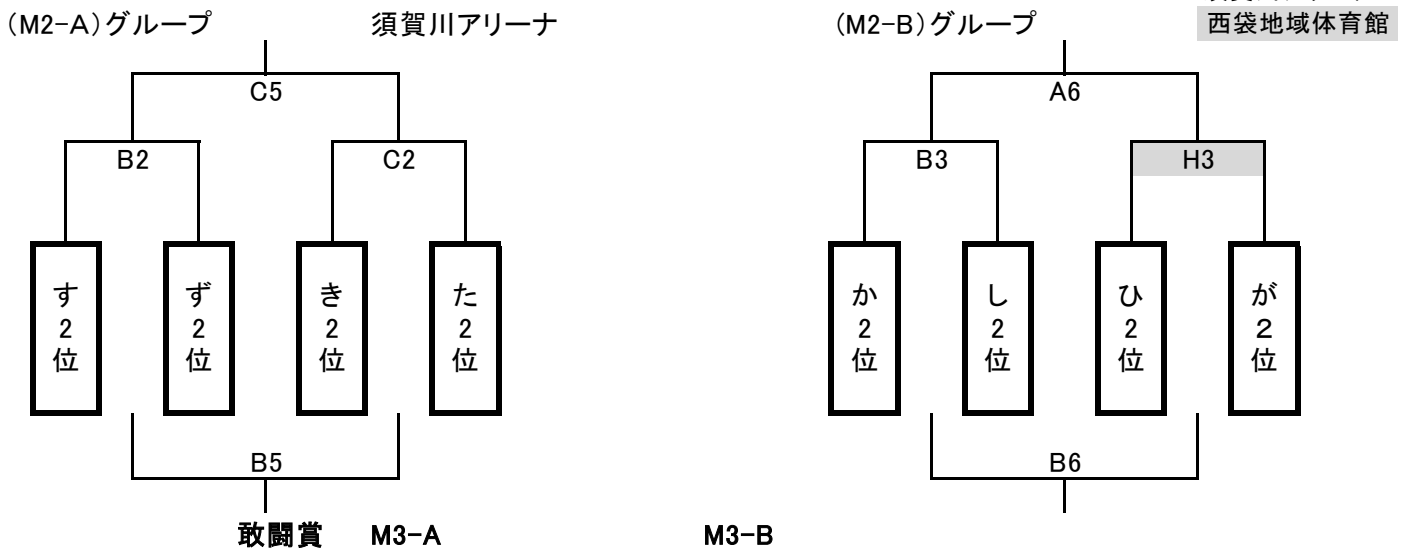 (M2-A)グループ 須賀川アリーナ (M2-B)グループ 西袋地域体育館
C5 A6
B2 C2 B3 H3
す2位 ず2位 き2位 た2位 か2位 し2位 ひ2位 が2位
B5 B6
敢闘賞 M3-A M3-B